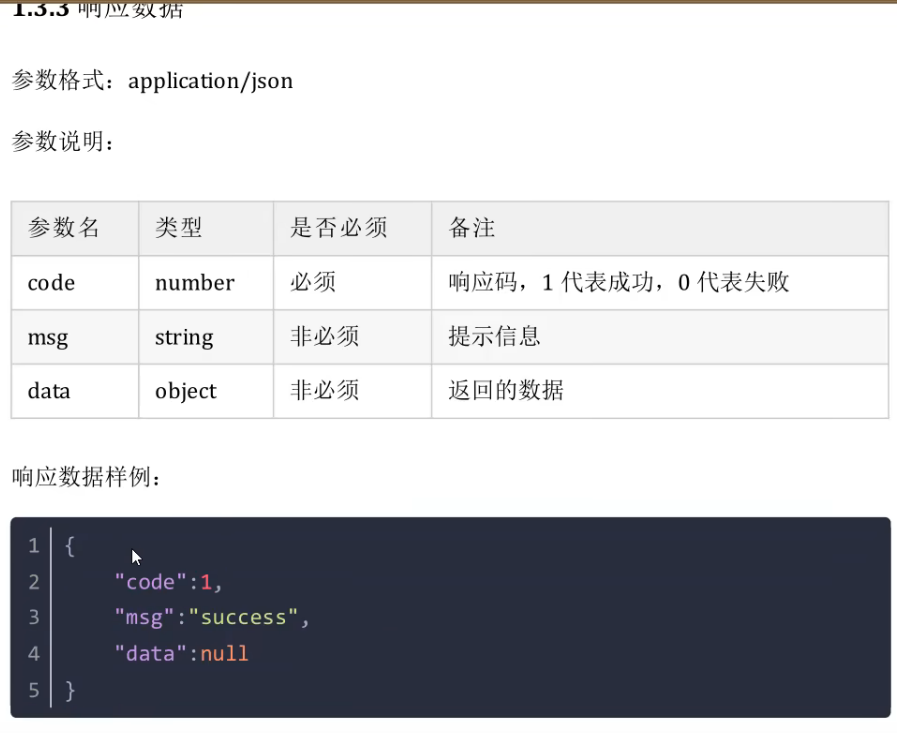 1.3.3 响应数据
参数格式：application/json
参数说明：
参数名 类型 是否必须 备注
code number 必须 响应码，1 代表成功，0 代表失败
msg string 非必须 提示信息
data object 非必须 返回的数据
响应数据样例：
1 {
2 "code":1,
3 "msg":"success",
4 "data":null
5 }